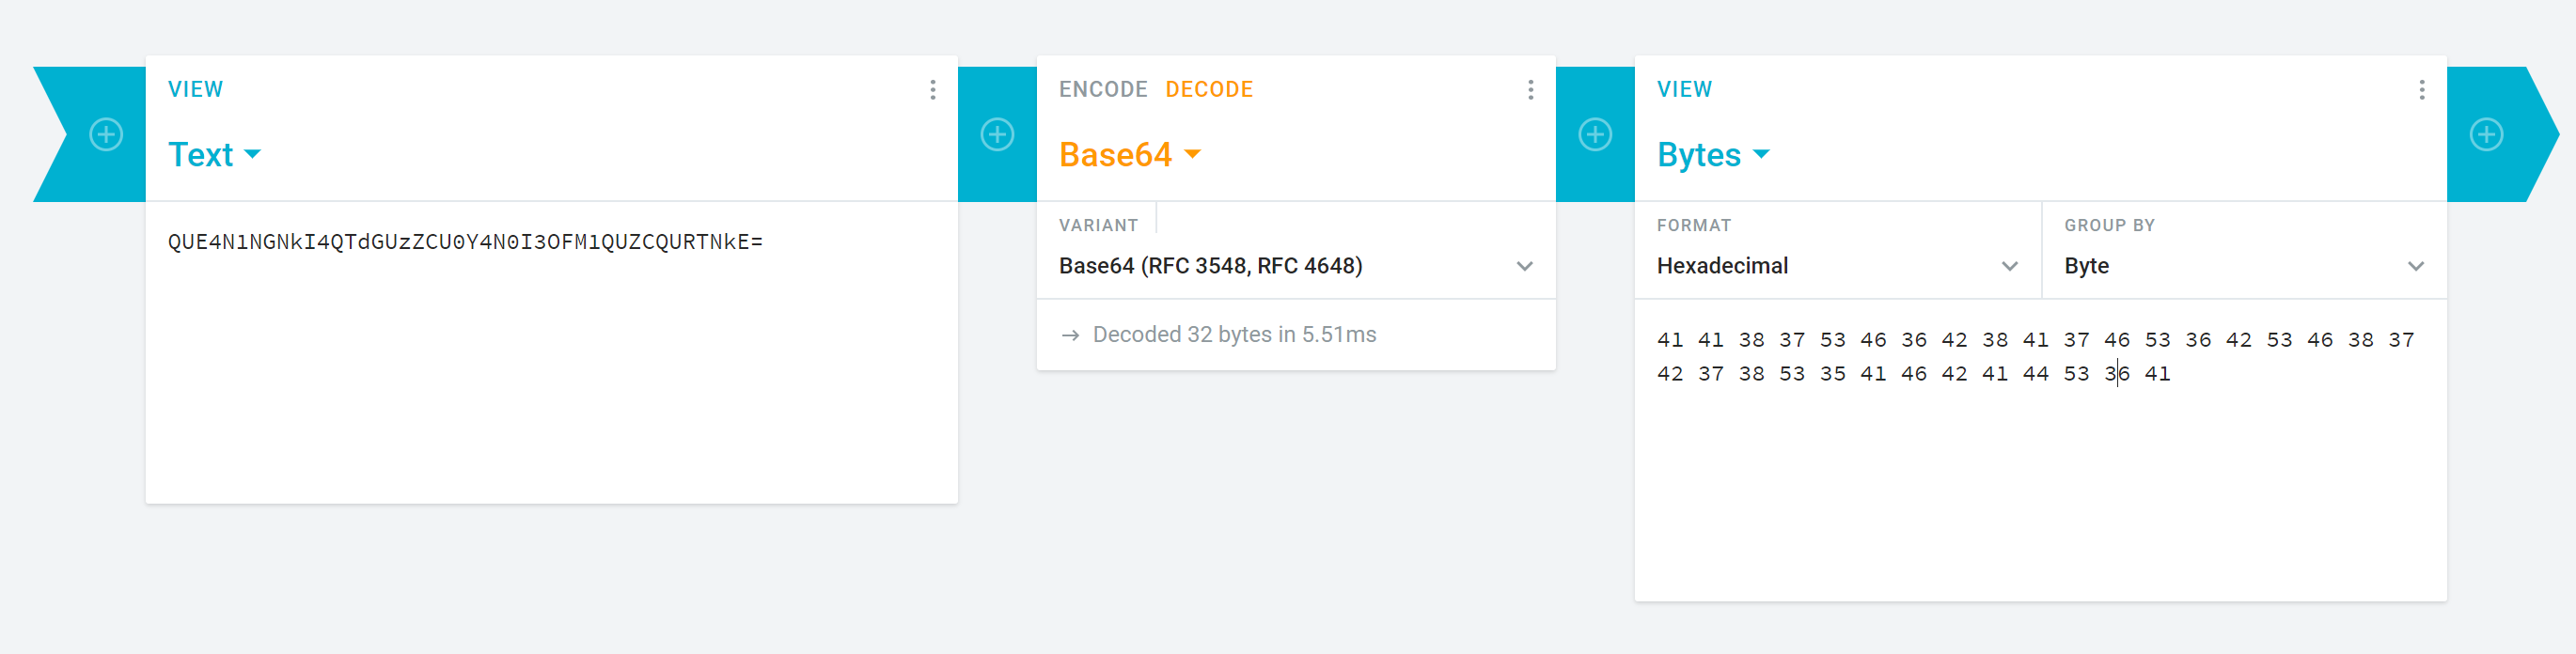 VIEW
Text
QUE4N1NGNkI4QTdGUzZCU0Y4N0I3OFM1QUZCQURTNkE=
ENCODE DECODE
Base64
VARIANT
Base64 (RFC 3548, RFC 4648)
→ Decoded 32 bytes in 5.51ms
VIEW
Bytes
FORMAT
Hexadecimal
GROUP BY
Byte
41 41 38 37 53 46 36 42 38 41 37 46 53 36 42 53 46 38 37
42 37 38 53 35 41 46 42 41 44 53 36 41